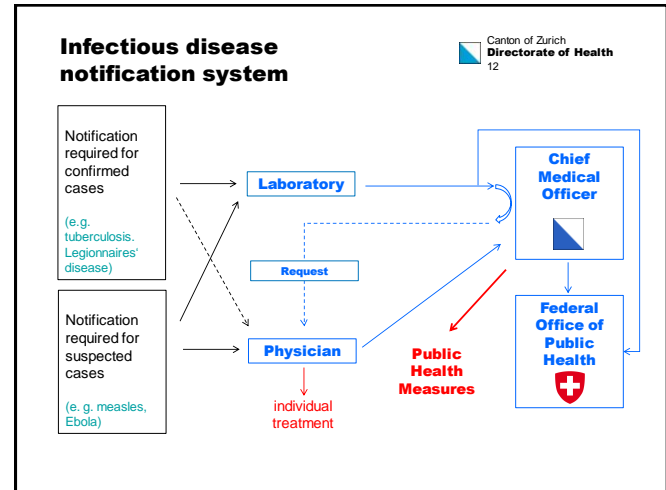 Infectious disease
notification system
Canton of Zurich
Directorate of Health
12
Notification
required for
confirmed
cases
(e.g.
tuberculosis.
Legionnaires'
disease)
Laboratory
Chief
Medical
Officer
Request
Notification
required for
suspected
cases
(e. g. measles,
Ebola)
Physician
individual
treatment
Public
Health
Measures
Federal
Office of
Public
Health